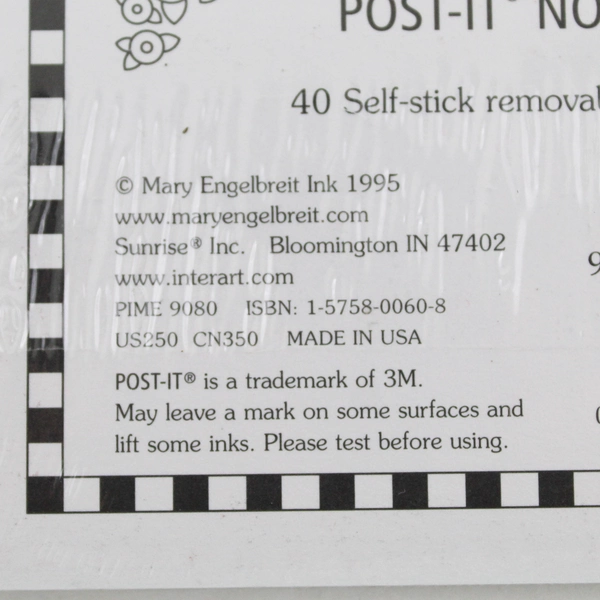 POST-IT® NO
40 Self-stick removal
© Mary Engelbreit Ink 1995
www.maryengelbreit.com
Sunrise® Inc. Bloomington IN 47402
www.interart.com
PIME 9080 ISBN: 1-5758-0060-8
US250 CN350 MADE IN USA
POST-IT® is a trademark of 3M.
May leave a mark on some surfaces and
lift some inks. Please test before using.